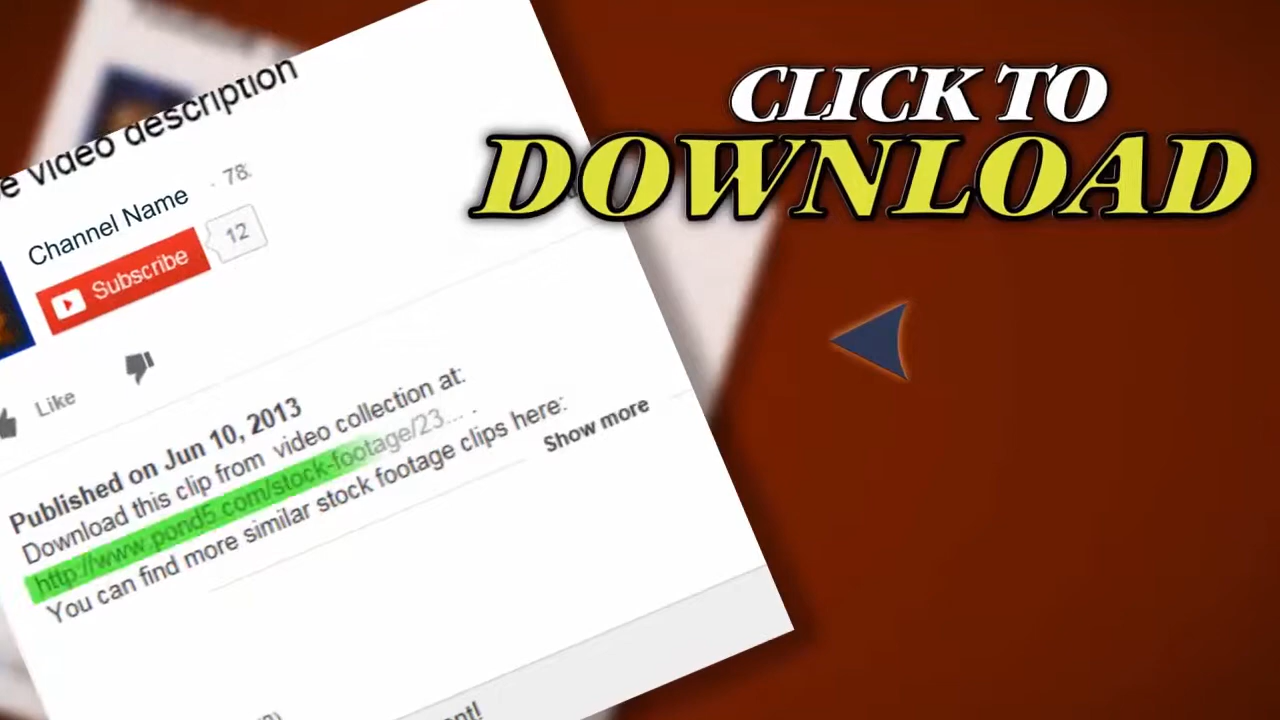 CLICK TO
DOWNLOAD
video description
Channel Name
78
Subscribe
12
Like
Published on Jun 10, 2013
Download this clip from video collection at:
http://www.pond5.com/stock-footage/23...
You can find more similar stock footage clips here:
Show more